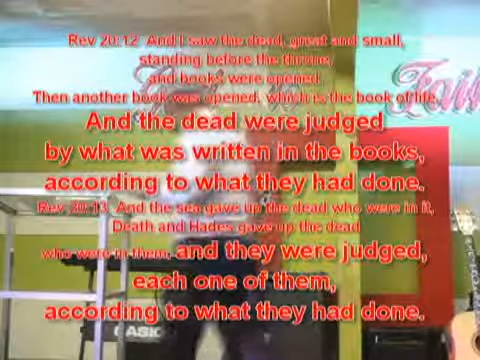 Rev 20:12 And I saw the dead, great and small,
standing before the throne,
and books were opened.
Then another book was opened, which is the book of life.
And the dead were judged
by what was written in the books,
according to what they had done.
Rev 20:13 And the sea gave up the dead who were in it,
Death and Hades gave up the dead
who were in them, and they were judged,
each one of them,
according to what they had done.
CASIO